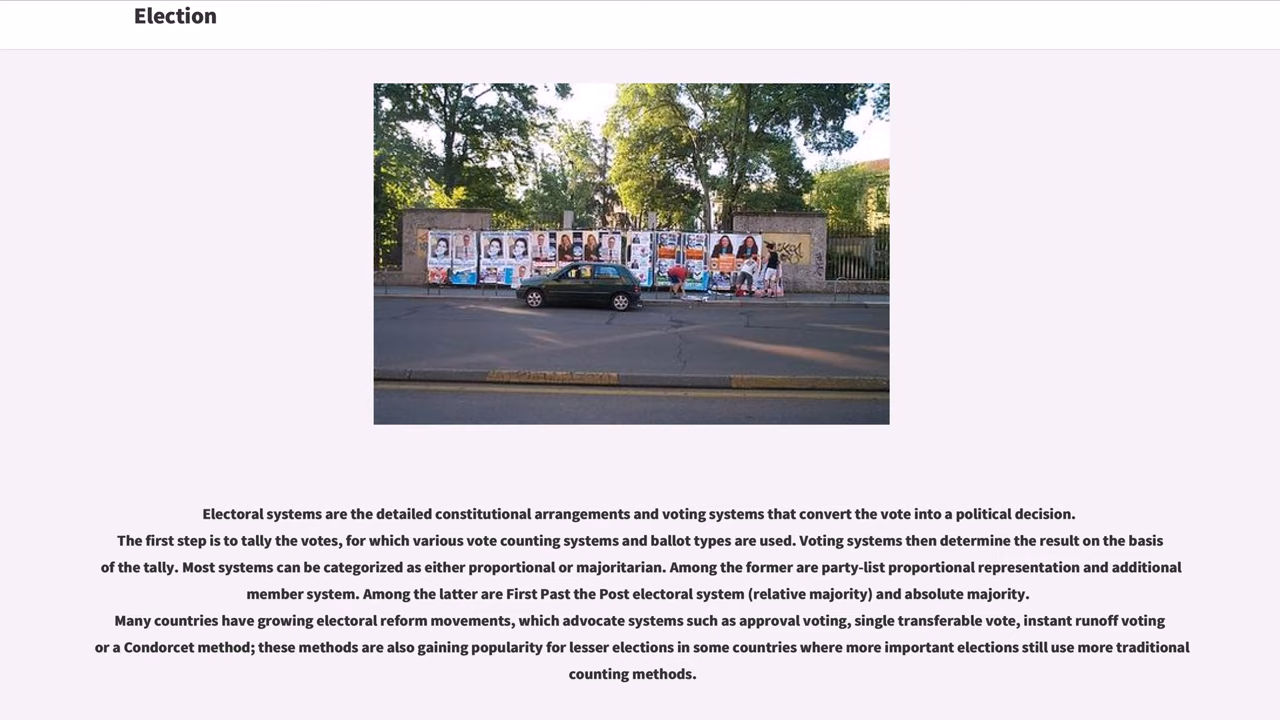 Election
Electoral systems are the detailed constitutional arrangements and voting systems that convert the vote into a political decision.
The first step is to tally the votes, for which various vote counting systems and ballot types are used. Voting systems then determine the result on the basis
of the tally. Most systems can be categorized as either proportional or majoritarian. Among the former are party-list proportional representation and additional
member system. Among the latter are First Past the Post electoral system (relative majority) and absolute majority.
Many countries have growing electoral reform movements, which advocate systems such as approval voting, single transferable vote, instant runoff voting
or a Condorcet method; these methods are also gaining popularity for lesser elections in some countries where more important elections still use more traditional
counting methods.